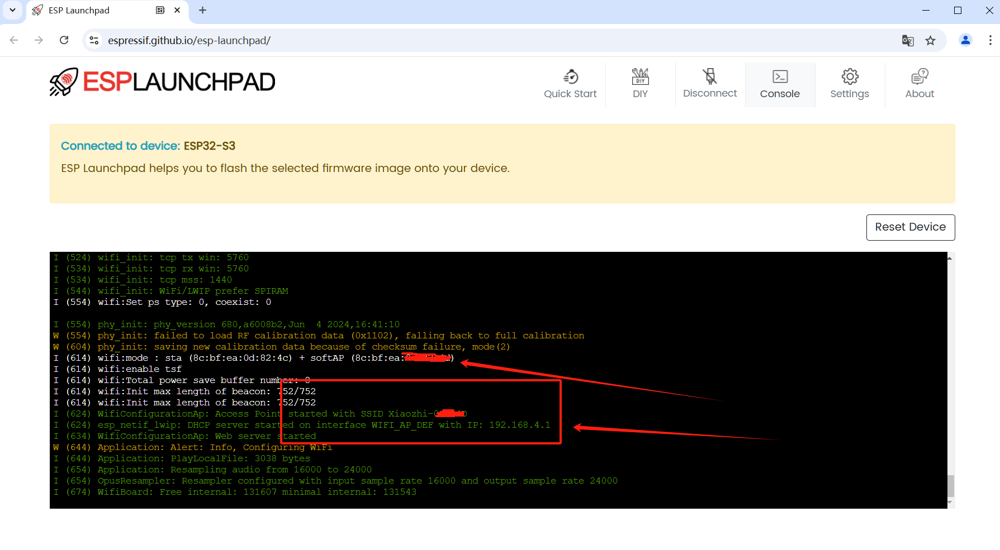 ESP Launchpad
espressif.github.io/esp-launchpad/
ESPLAUNCHPAD
Quick Start
DIY
DIY
Disconnect
Console
Settings
About
Connected to device: ESP32-S3
ESP Launchpad helps you to flash the selected firmware image onto your device.
Reset Device
I (524) wifi_init: tcp tx win: 5760
I (534) wifi_init: tcp rx win: 5760
I (534) wifi_init: tcp mss: 1440
I (544) wifi_init: WiFi/LWIP prefer SPIRAM
I (554) wifi:Set ps type: 0, coexist: 0
I (554) phy_init: phy_version 680,a6008b2,Jun  4 2024,16:41:10
W (554) phy_init: failed to load RF calibration data (0x1102), falling back to full calibration
W (604) phy_init: saving new calibration data because of checksum failure, mode(2)
I (614) wifi:mode : sta (8c:bf:ea:0d:82:4c) + softAP (8c:bf:ea:
I (614) wifi:enable tsf
I (614) wifi:Total power save buffer number: 8
I (614) wifi:Init max length of beacon: 752/752
I (614) wifi:Init max length of beacon: 752/752
I (624) WifiConfigurationAp: Access Point started with SSID Xiaozhi-
I (624) esp_netif_lwip: DHCP server started on interface WIFI_AP_DEF with IP: 192.168.4.1
I (634) WifiConfigurationAp: Web server started
W (644) Application: Alert: Info, Configuring WiFi
I (644) Application: PlayLocalFile: 3038 bytes
I (654) Application: Resampling audio from 16000 to 24000
I (654) OpusResampler: Resampler configured with input sample rate 16000 and output sample rate 24000
I (674) WifiBoard: Free internal: 131607 minimal internal: 131543